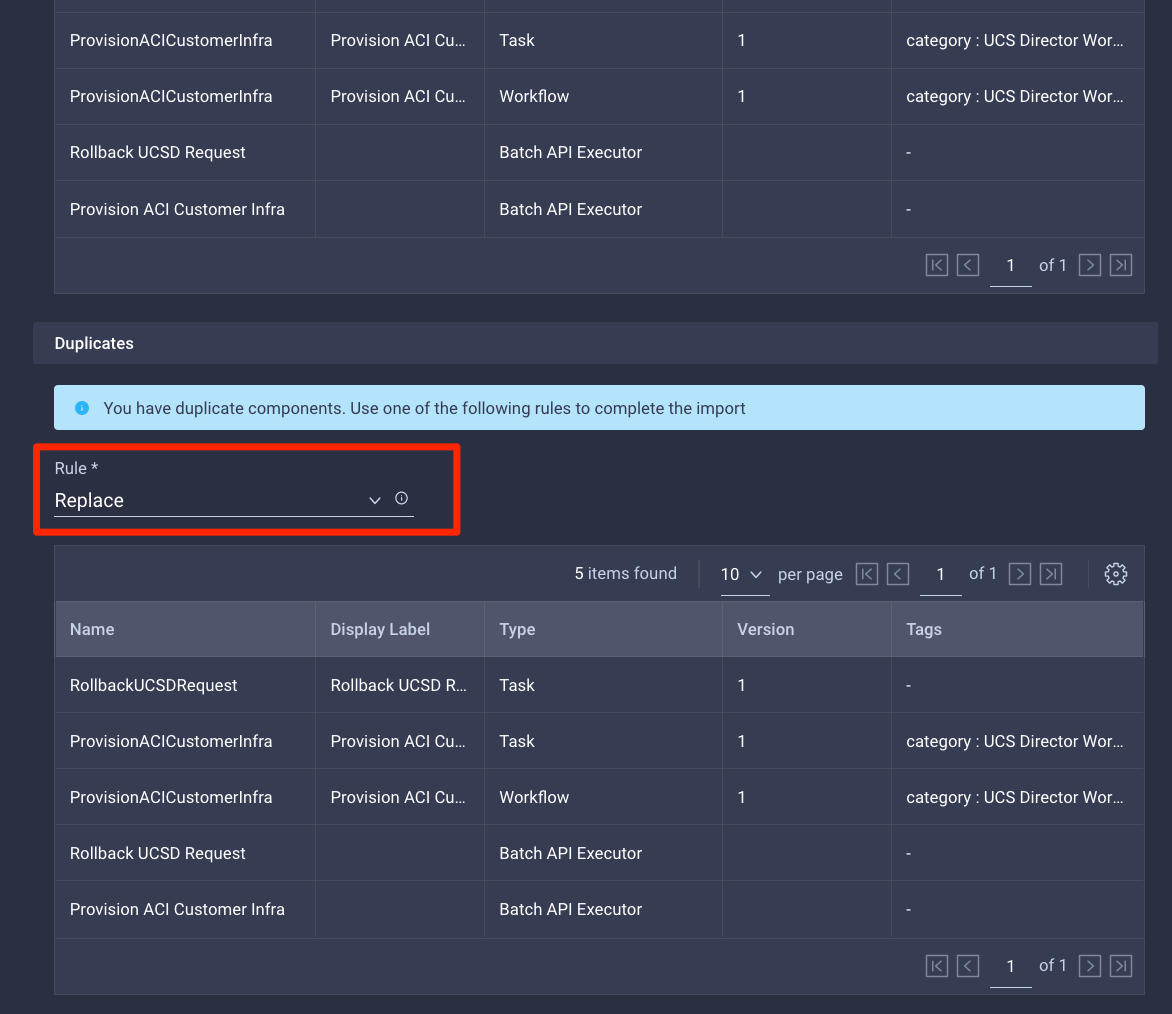 ProvisionACICustomerInfra Provision ACI Cu... Task 1 category : UCS Director Wor...
ProvisionACICustomerInfra Provision ACI Cu... Workflow 1 category : UCS Director Wor...
Rollback UCSD Request Batch API Executor -
Provision ACI Customer Infra Batch API Executor -
1 of 1
Duplicates
You have duplicate components. Use one of the following rules to complete the import
Rule *
Replace
5 items found 10 per page 1 of 1
Name Display Label Type Version Tags
RollbackUCSDRequest Rollback UCSD R... Task 1 -
ProvisionACICustomerInfra Provision ACI Cu... Task 1 category : UCS Director Wor...
ProvisionACICustomerInfra Provision ACI Cu... Workflow 1 category : UCS Director Wor...
Rollback UCSD Request Batch API Executor -
Provision ACI Customer Infra Batch API Executor -
1 of 1